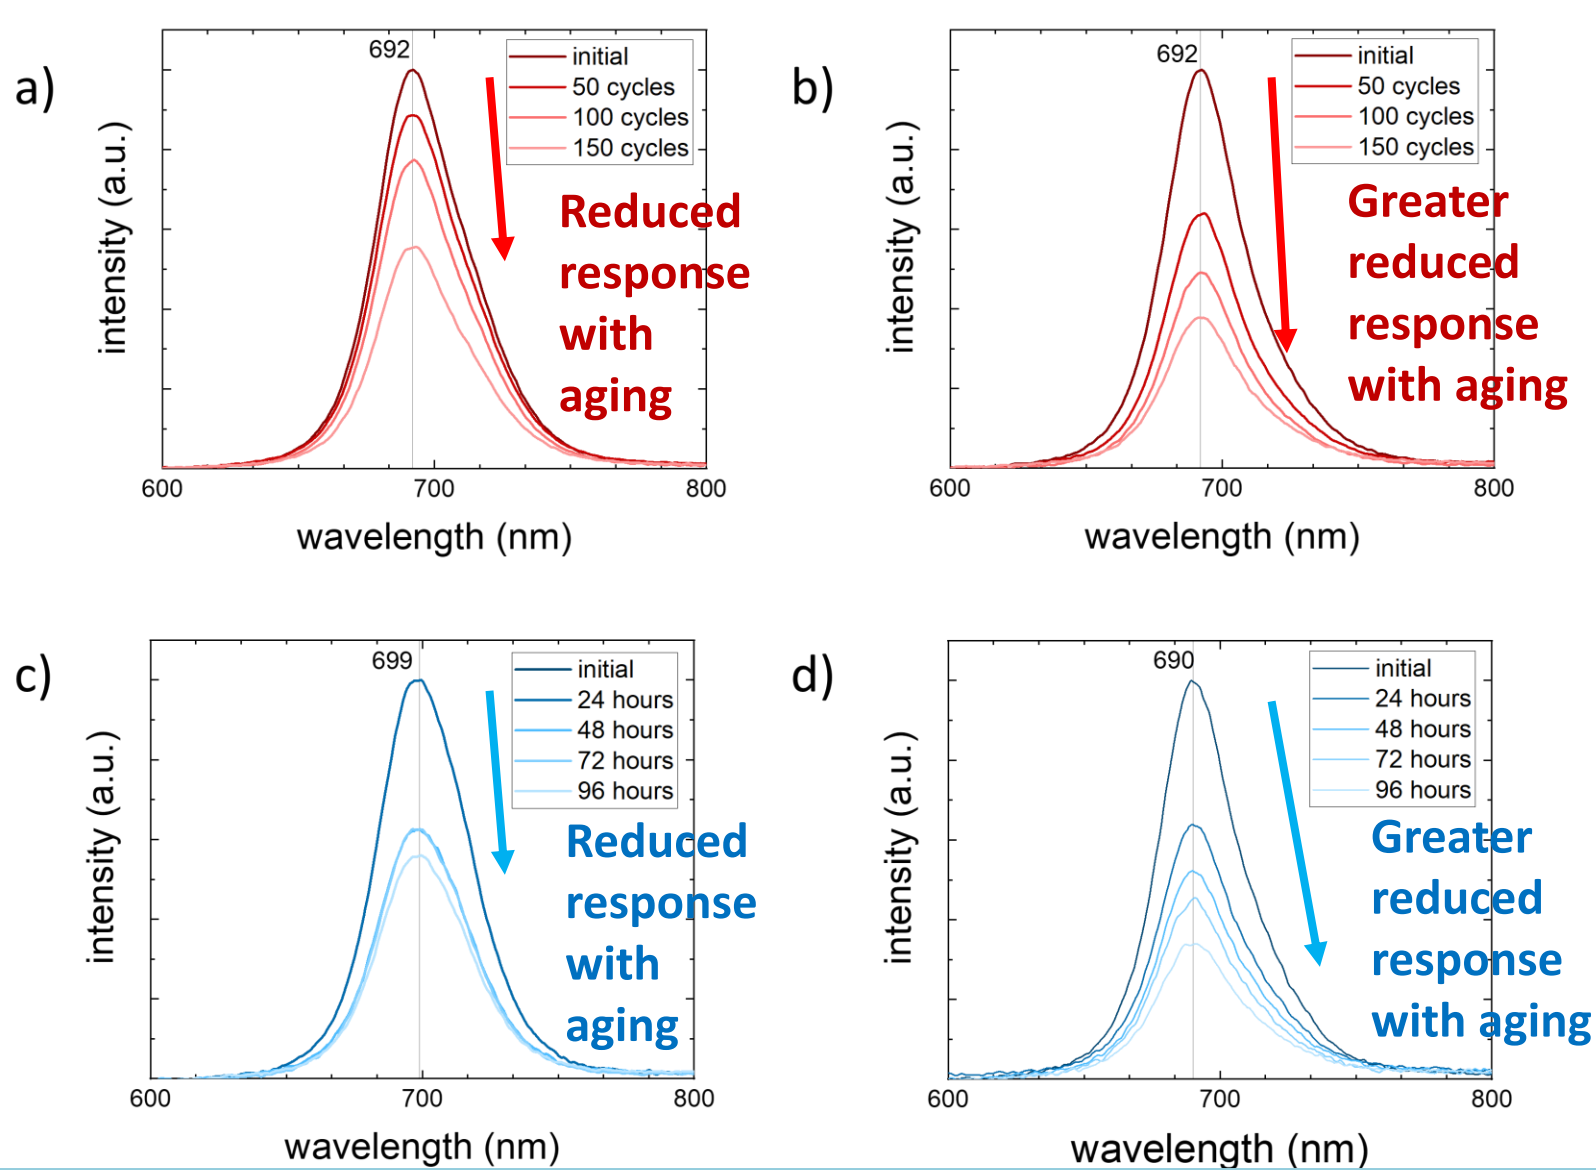 a)
692
initial
50 cycles
100 cycles
150 cycles
Reduced
response
with
aging
intensity (a.u.)
600
700
800
wavelength (nm)
b)
692
initial
50 cycles
100 cycles
150 cycles
Greater
reduced
response
with aging
intensity (a.u.)
600
700
800
wavelength (nm)
c)
699
initial
24 hours
48 hours
72 hours
96 hours
Reduced
response
with
aging
intensity (a.u.)
600
700
800
wavelength (nm)
d)
690
initial
24 hours
48 hours
72 hours
96 hours
Greater
reduced
response
with aging
intensity (a.u.)
600
700
800
wavelength (nm)